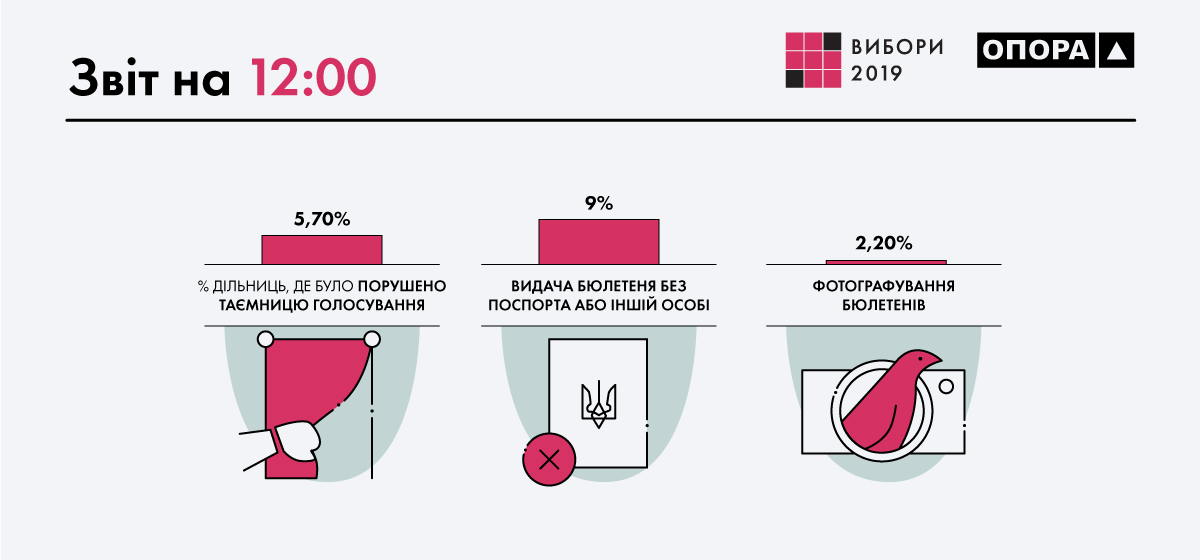 Звіт на 12:00
ВИБОРИ
2019
ОПОРА
5,70%
% ДІЛЬНИЦЬ, ДЕ БУЛО ПОРУШЕНО
ТАЄМНИЦЮ ГОЛОСУВАННЯ
9%
ВИДАЧА БЮЛЕТЕНЯ БЕЗ
ПОСПОРТА АБО ІНШІЙ ОСОБІ
2,20%
ФОТОГРАФУВАННЯ
БЮЛЕТЕНІВ